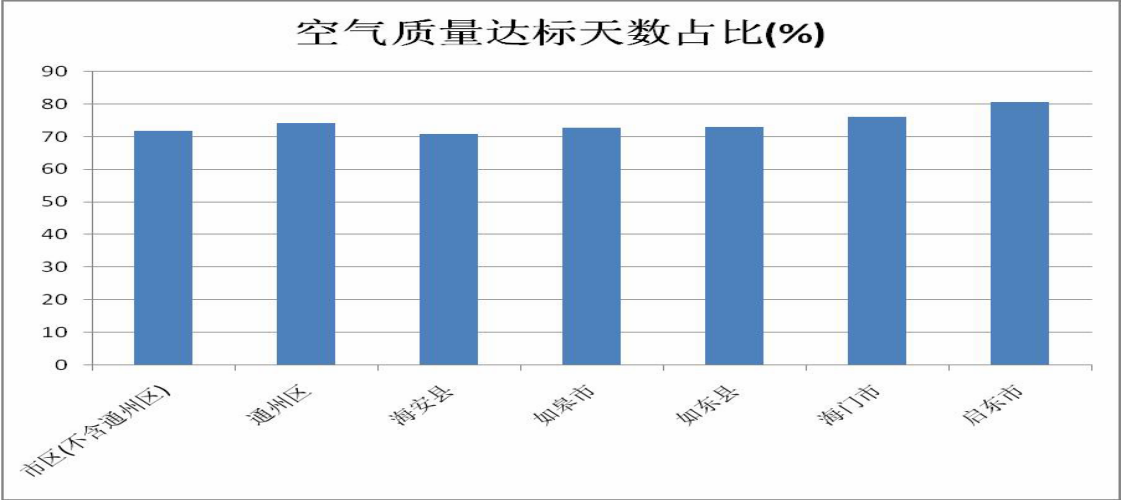 空气质量达标天数占比(%)
90
80
70
60
50
40
30
20
10
0
市区(不含通州区)
通州区
海安县
如皋市
如东县
海门市
启东市